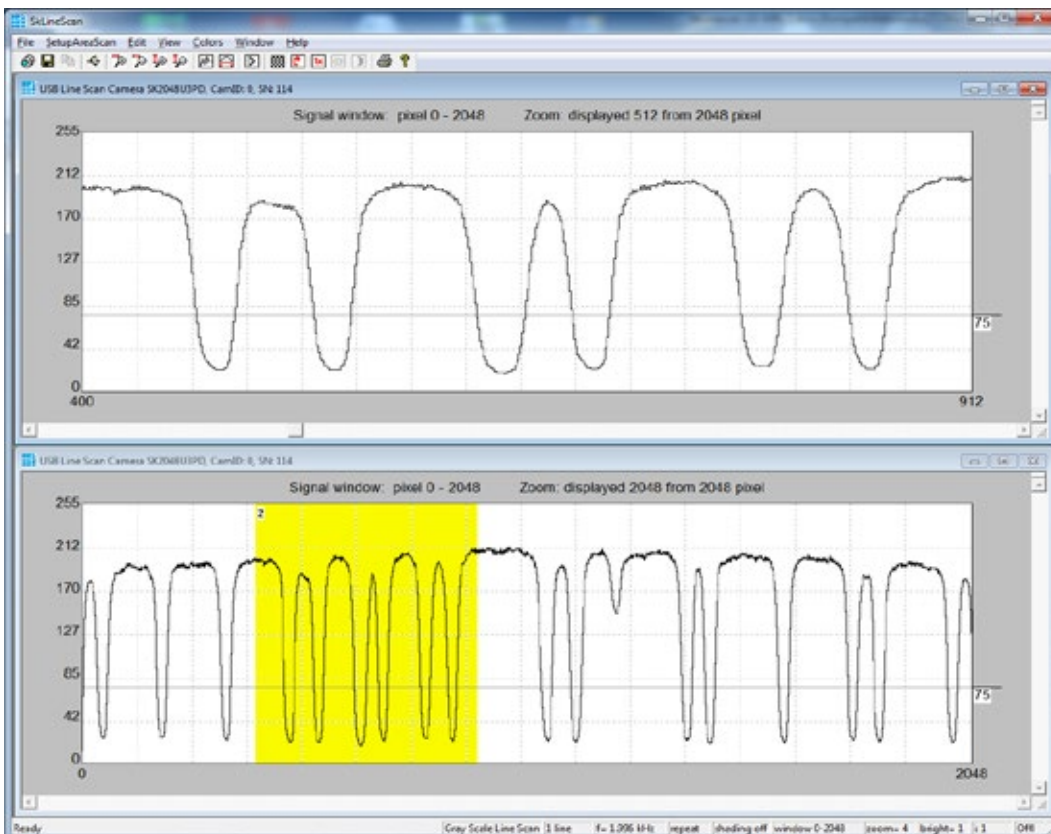 SkLineScan
File SetupAreaScan Edit View Colors Window Help
USB Line Scan Camera SK2048U3PD, CamID: 0, SN: 114
Signal window: pixel 0 - 2048 Zoom: displayed 512 from 2048 pixel
255
212
170
127
85
75
42
0
400 912
USB Line Scan Camera SK2048U3PD, CamID: 0, SN: 114
Signal window: pixel 0 - 2048 Zoom: displayed 2048 from 2048 pixel
255
2
212
170
127
85
75
42
0
0 2048
Ready Gray Scale Line Scan 1 line repeat shading off window 0-2048 zoom= 4 bright= 1